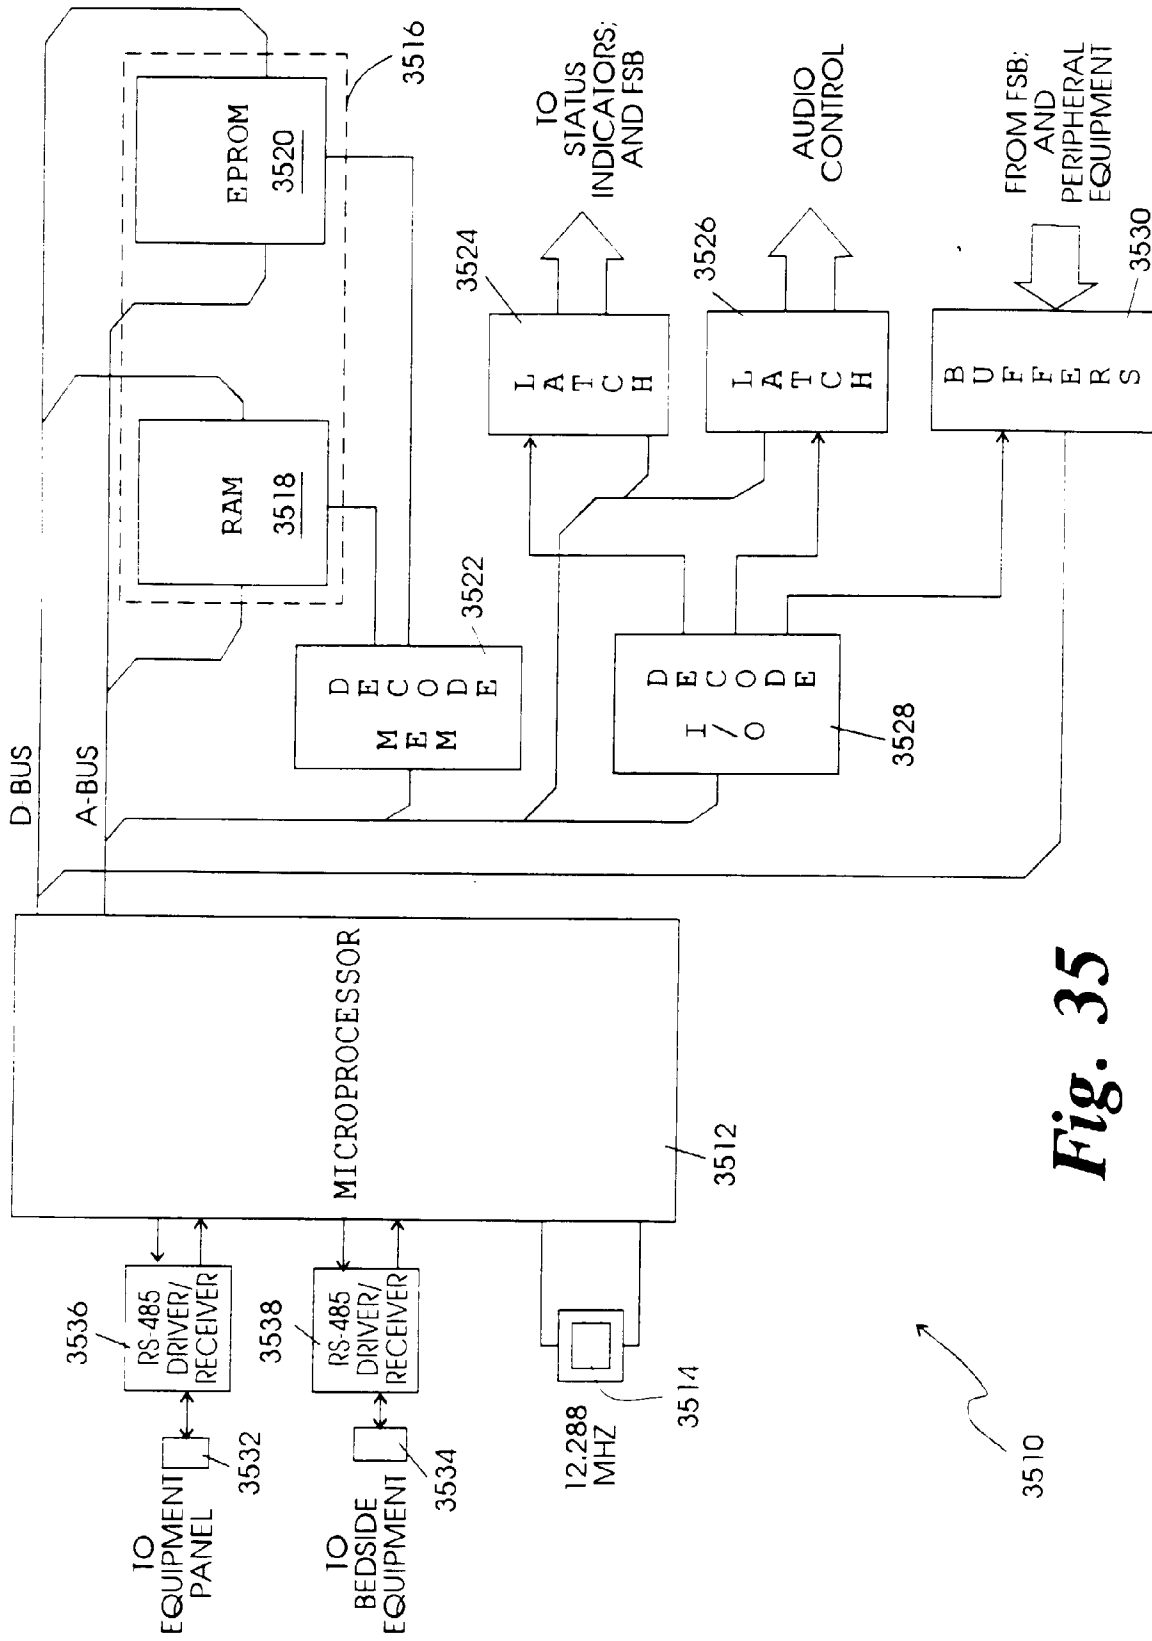 D-BUS
A-BUS
3516
RAM
3518
EPROM
3520
MEM
DECODE
3522
3524
LATCH
TO
STATUS
INDICATORS;
AND FSB
3526
LATCH
AUDIO
CONTROL
I/O
DECODE
3528
BUFFERS
3530
FROM FSB;
AND
PERIPHERAL
EQUIPMENT
MICROPROCESSOR
3512
3536
RS-485
DRIVER/
RECEIVER
3532
TO
EQUIPMENT
PANEL
3538
RS-485
DRIVER/
RECEIVER
3534
TO
BEDSIDE
EQUIPMENT
12.288
MHZ
3514
3510
Fig. 35